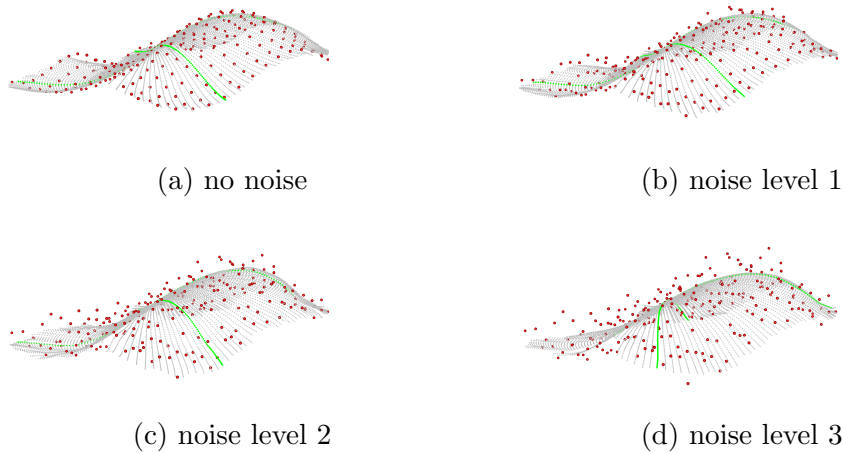 (a) no noise
(b) noise level 1
(c) noise level 2
(d) noise level 3